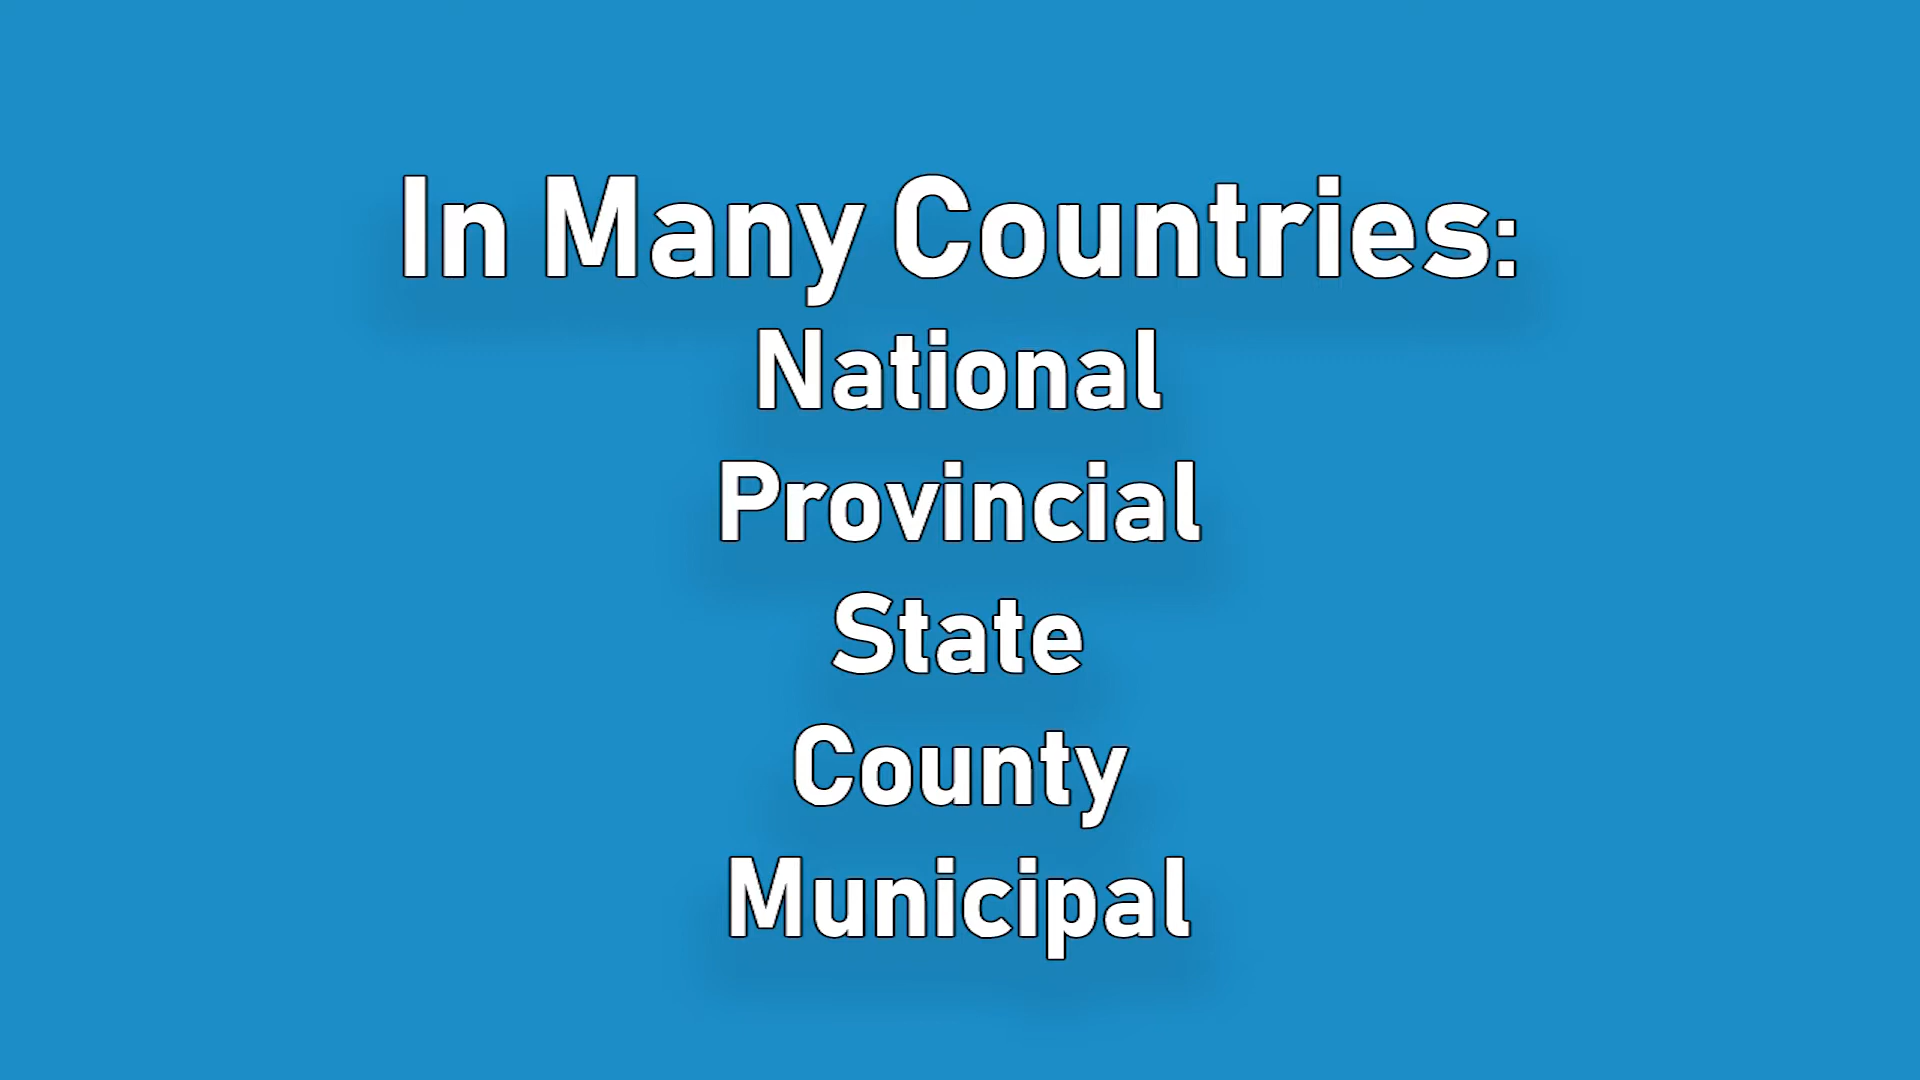 In Many Countries:
National
Provincial
State
County
Municipal